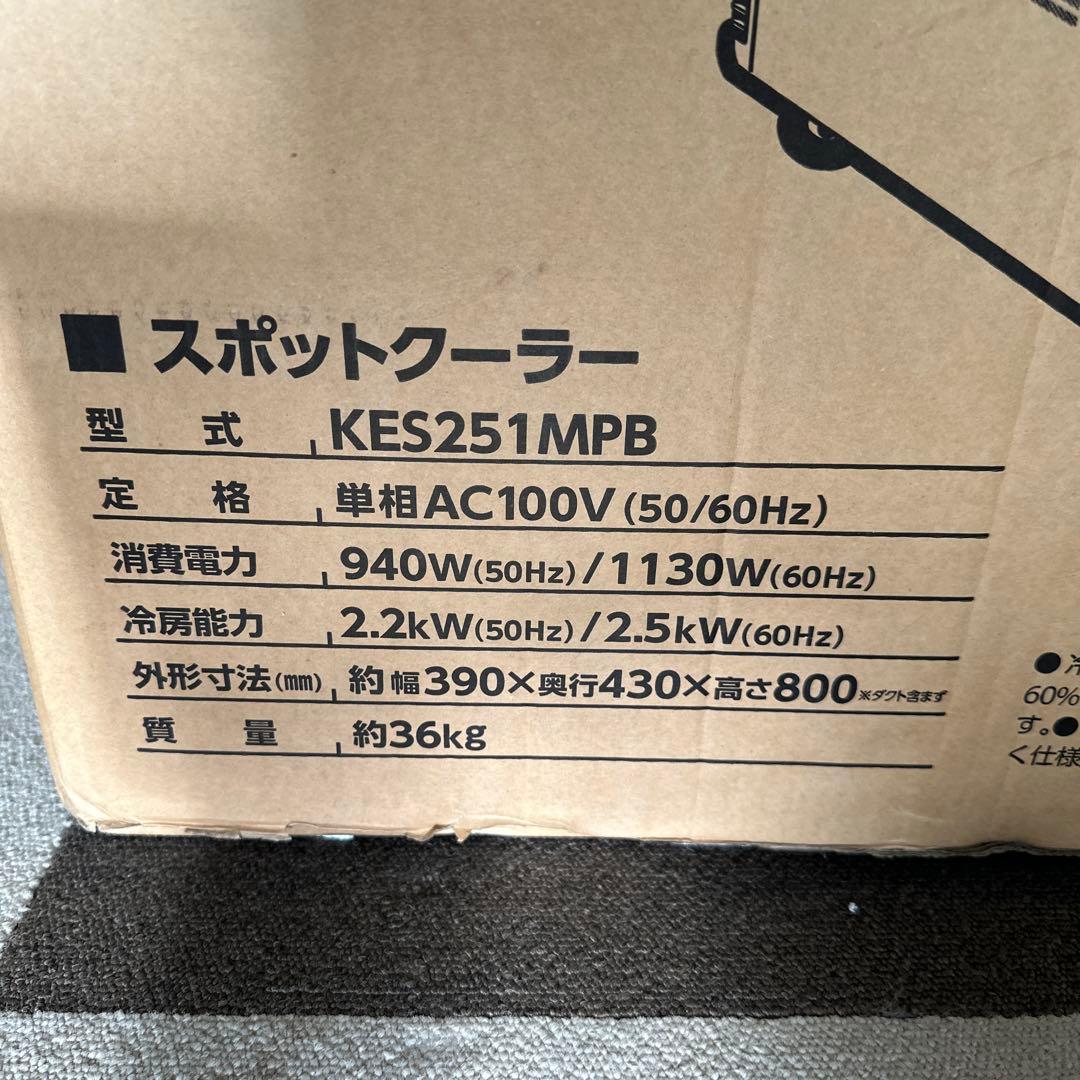 ■ スポットクーラー
型式 KES251MPB
定格 単相AC100V(50/60Hz)
消費電力 940W(50Hz)/1130W(60Hz)
冷房能力 2.2kW(50Hz)/2.5kW(60Hz)
外形寸法(㎜) 約幅390×奥行430×高さ800※ダクト含まず
質量 約36kg
●冷
60%
す。●
く仕様